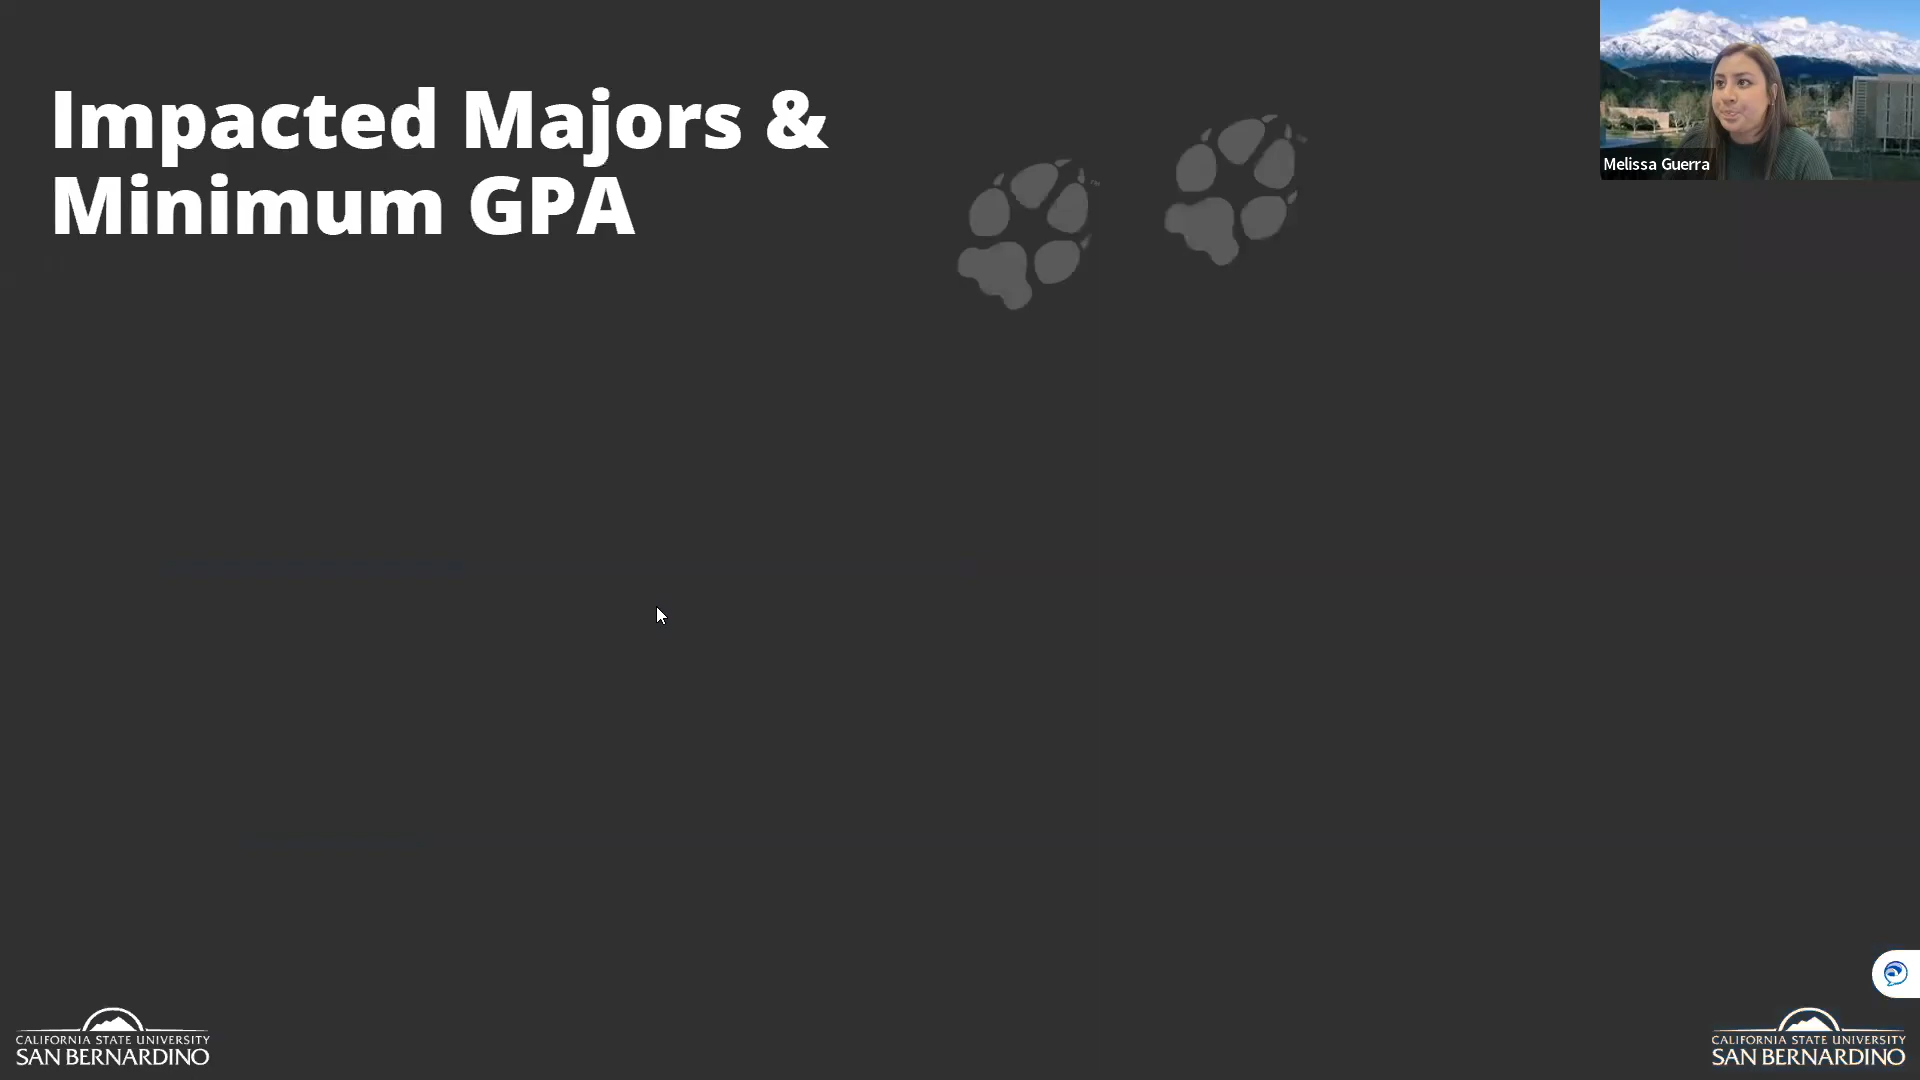 Impacted Majors &
Minimum GPA
Melissa Guerra
CALIFORNIA STATE UNIVERSITY
SAN BERNARDINO
CALIFORNIA STATE UNIVERSITY
SAN BERNARDINO